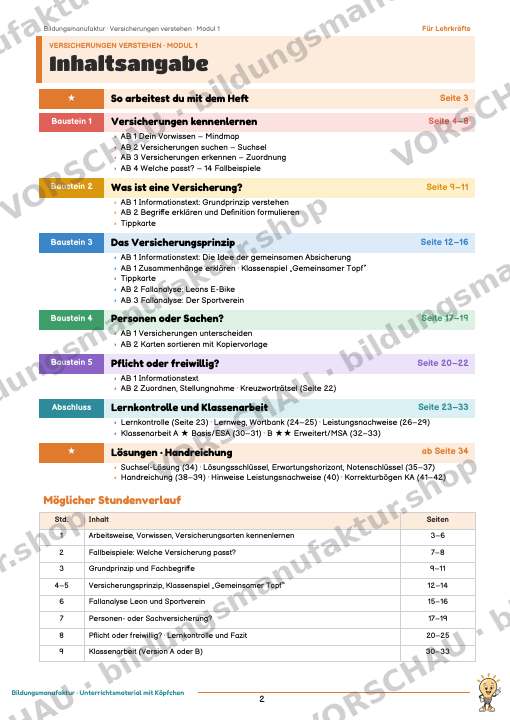 Bildungsmanufaktur · Versicherungen verstehen · Modul 1
Für Lehrkräfte
VERSICHERUNGEN VERSTEHEN · MODUL 1
Inhaltsangabe
★ So arbeitest du mit dem Heft Seite 3
Baustein 1 Versicherungen kennenlernen Seite 4–8
› AB 1 Dein Vorwissen – Mindmap
› AB 2 Versicherungen suchen – Suchsel
› AB 3 Versicherungen erkennen – Zuordnung
› AB 4 Welche passt? – 14 Fallbeispiele
Baustein 2 Was ist eine Versicherung? Seite 9–11
› AB 1 Informationstext: Grundprinzip verstehen
› AB 2 Begriffe erklären und Definition formulieren
› Tippkarte
Baustein 3 Das Versicherungsprinzip Seite 12–16
› AB 1 Informationstext: Die Idee der gemeinsamen Absicherung
› AB 1 Zusammenhänge erklären · Klassenspiel „Gemeinsamer Topf“
› Tippkarte
› AB 2 Fallanalyse: Leons E-Bike
› AB 3 Fallanalyse: Der Sportverein
Baustein 4 Personen oder Sachen? Seite 17–19
› AB 1 Versicherungen unterscheiden
› AB 2 Karten sortieren mit Kopiervorlage
Baustein 5 Pflicht oder freiwillig? Seite 20–22
› AB 1 Informationstext
› AB 2 Zuordnen, Stellungnahme · Kreuzworträtsel (Seite 22)
Abschluss Lernkontrolle und Klassenarbeit Seite 23–33
› Lernkontrolle (Seite 23) · Lernweg, Wortbank (24–25) · Leistungsnachweise (26–29)
› Klassenarbeit A ★ Basis/ESA (30–31) · B ★★ Erweitert/MSA (32–33)
★ Lösungen · Handreichung ab Seite 34
› Suchsel-Lösung (34) · Lösungsschlüssel, Erwartungshorizont, Notenschlüssel (35–37)
› Handreichung (38–39) · Hinweise Leistungsnachweise (40) · Korrekturbögen KA (41–42)
Möglicher Stundenverlauf
Std. Inhalt Seiten
1 Arbeitsweise, Vorwissen, Versicherungsarten kennenlernen 3–6
2 Fallbeispiele: Welche Versicherung passt? 7–8
3 Grundprinzip und Fachbegriffe 9–11
4–5 Versicherungsprinzip, Klassenspiel „Gemeinsamer Topf“ 12–14
6 Fallanalyse Leon und Sportverein 15–16
7 Personen- oder Sachversicherung? 17–19
8 Pflicht oder freiwillig? · Lernkontrolle und Fazit 20–25
9 Klassenarbeit (Version A oder B) 30–33
Bildungsmanufaktur · Unterrichtsmaterial mit Köpfchen
2
VORSCHAU · bildungsmanufaktur.shop